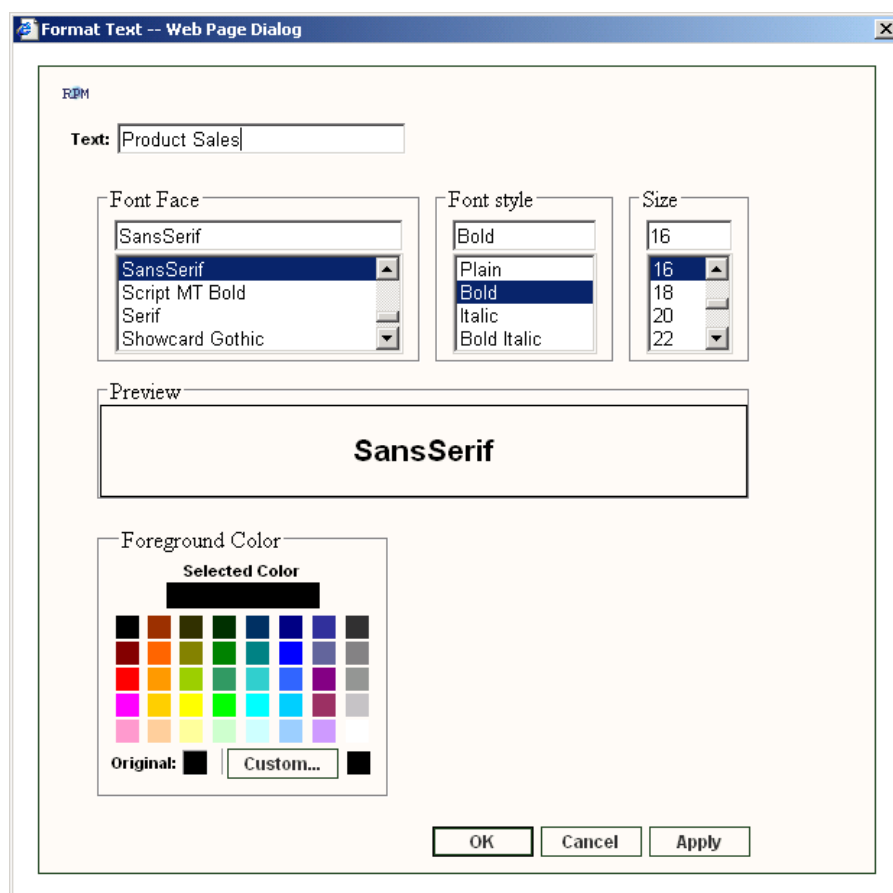 Format Text -- Web Page Dialog
RPM
Text: Product Sales
Font Face
Font style
Size
SansSerif
Bold
16
SansSerif
Script MT Bold
Serif
Showcard Gothic
Plain
Bold
Italic
Bold Italic
16
18
20
22
Preview
SansSerif
Foreground Color
Selected Color
Original:
Custom...
OK
Cancel
Apply